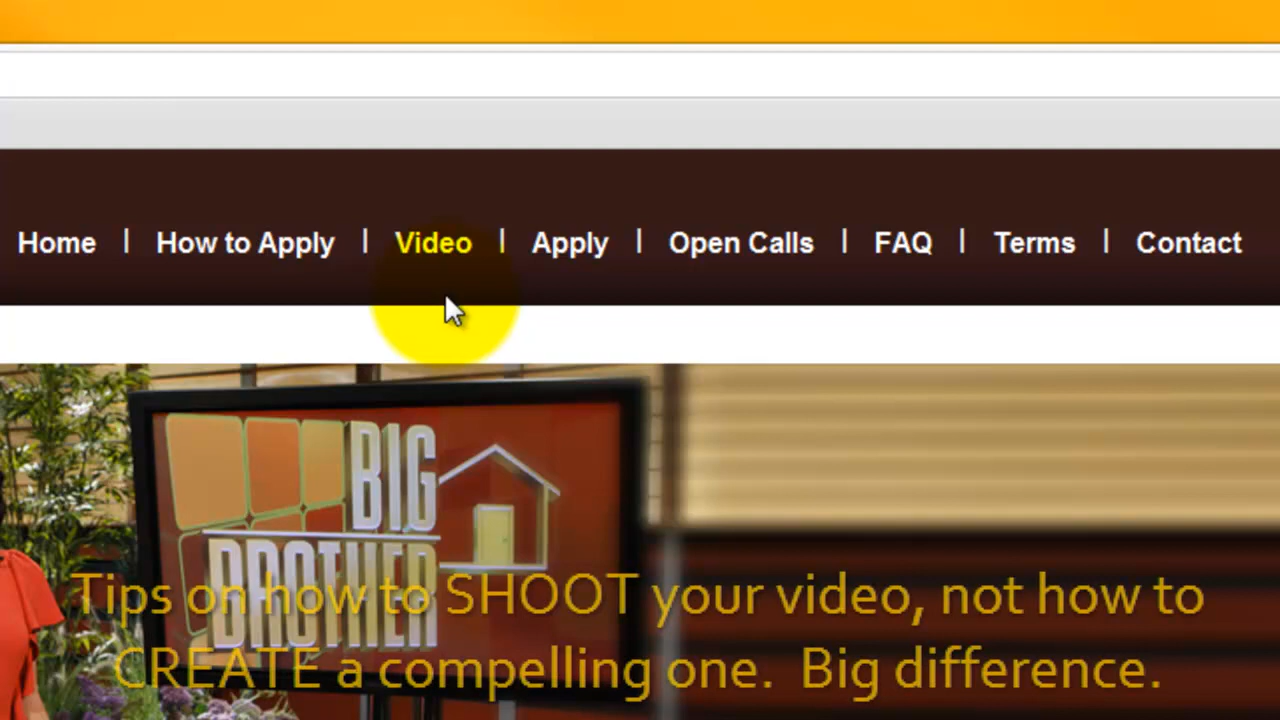 Home | How to Apply | Video | Apply | Open Calls | FAQ | Terms | Contact
BIG
BROTHER
Tips on how to SHOOT your video, not how to
CREATE a compelling one. Big difference.